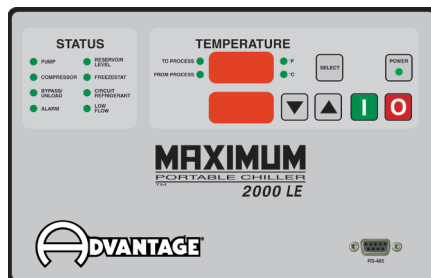 STATUS
PUMP
RESERVOIR
LEVEL
COMPRESSOR
FREEZESTAT
BYPASS/
UNLOAD
CIRCUIT
REFRIGERANT
ALARM
LOW
FLOW
TEMPERATURE
TO PROCESS
°F
FROM PROCESS
°C
SELECT
POWER
I
O
MAXIMUM
PORTABLE CHILLER
™
2000 LE
ADVANTAGE
RS-485